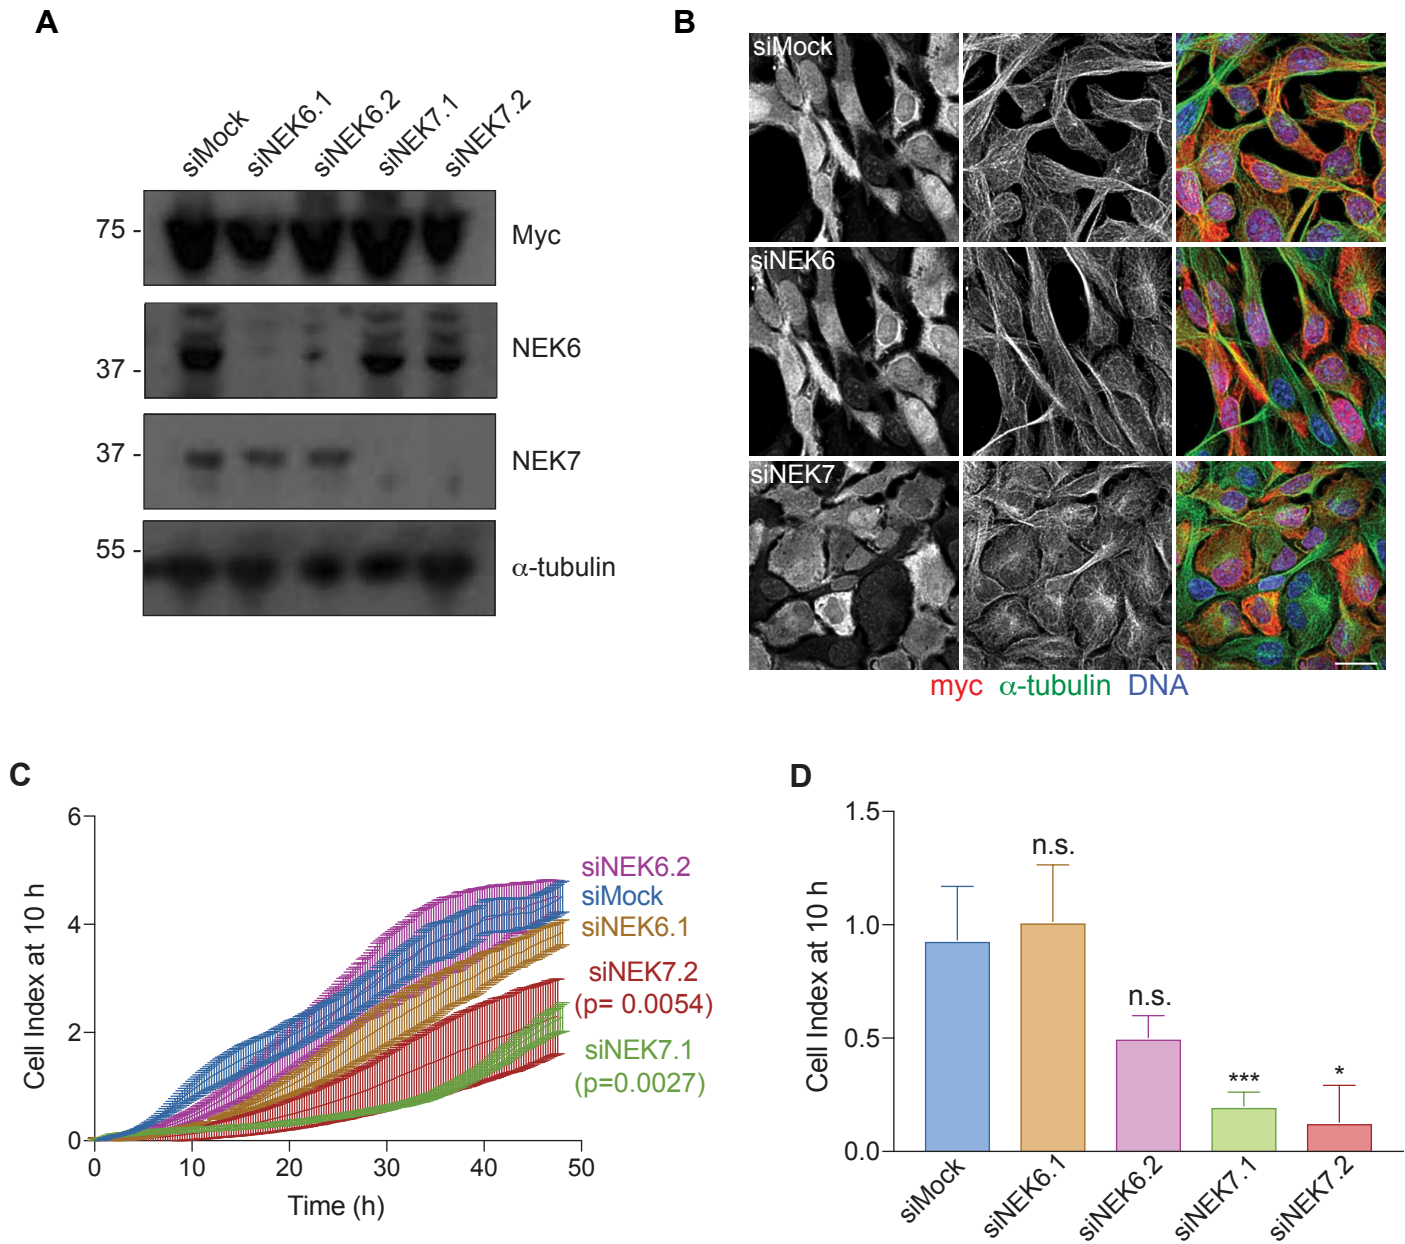 A
siMock
siNEK6.1
siNEK6.2
siNEK7.1
siNEK7.2
75 -
Myc
37 -
NEK6
37 -
NEK7
55 -
α-tubulin
B
siMock
siNEK6
siNEK7
myc α-tubulin DNA
C
Cell Index at 10 h
6
4
2
0
0 10 20 30 40 50
Time (h)
siNEK6.2
siMock
siNEK6.1
siNEK7.2
(p= 0.0054)
siNEK7.1
(p=0.0027)
D
Cell Index at 10 h
1.5
1.0
0.5
0.0
n.s.
n.s.
***
*
siMock
siNEK6.1
siNEK6.2
siNEK7.1
siNEK7.2